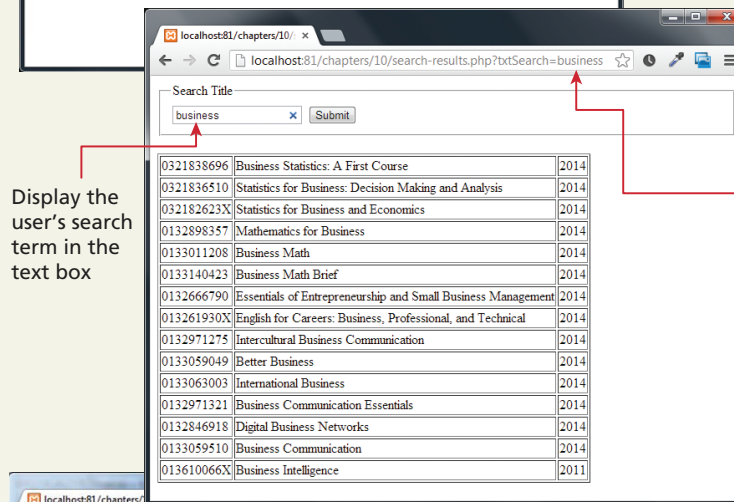 localhost:81/chapters/10/
localhost:81/chapters/10/search-results.php?txtSearch=business
Search Title
business
Submit
Display the
user's search
term in the
text box
0321838696 Business Statistics: A First Course 2014
0321836510 Statistics for Business: Decision Making and Analysis 2014
032182623X Statistics for Business and Economics 2014
0132898357 Mathematics for Business 2014
0133011208 Business Math 2014
0133140423 Business Math Brief 2014
0132666790 Essentials of Entrepreneurship and Small Business Management 2014
013261930X English for Careers: Business, Professional, and Technical 2014
0132971275 Intercultural Business Communication 2014
0133059049 Better Business 2014
0133063003 International Business 2014
0132971321 Business Communication Essentials 2014
0132846918 Digital Business Networks 2014
0133059510 Business Communication 2014
013610066X Business Intelligence 2011
localhost:81/chapters/